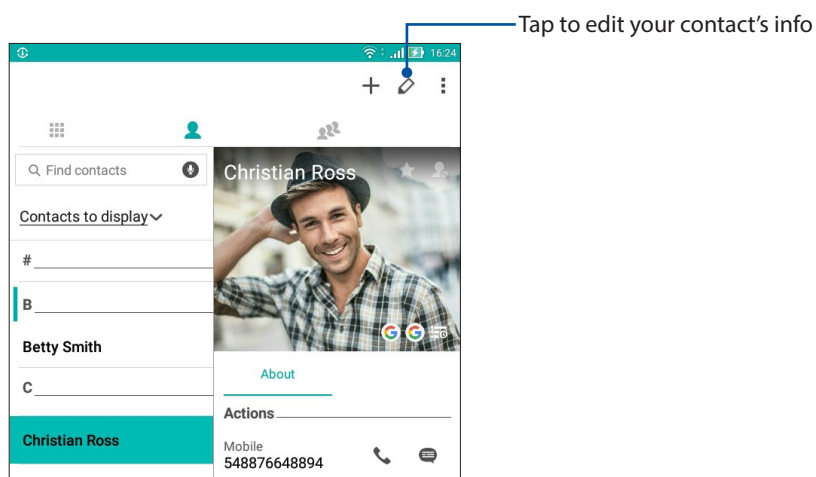 Tap to edit your contact's info
16:24
Find contacts
Christian Ross
Contacts to display
#
B
Betty Smith
About
C
Actions
Christian Ross
Mobile
548876648894